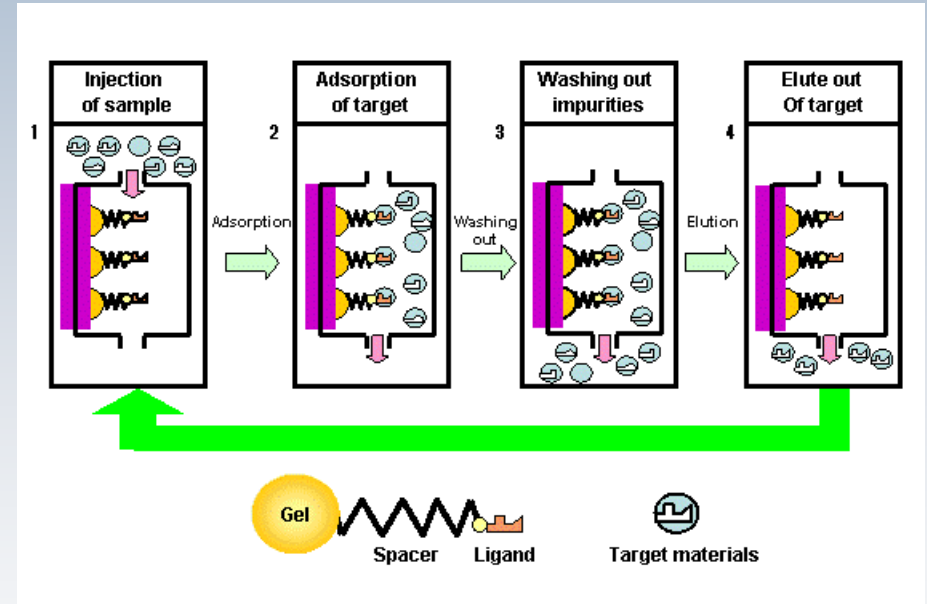 Injection
of sample
Adsorption
of target
Washing out
impurities
Elute out
Of target
1
2
3
4
Adsorption
Washing
out
Elution
Gel
Spacer
Ligand
Target materials